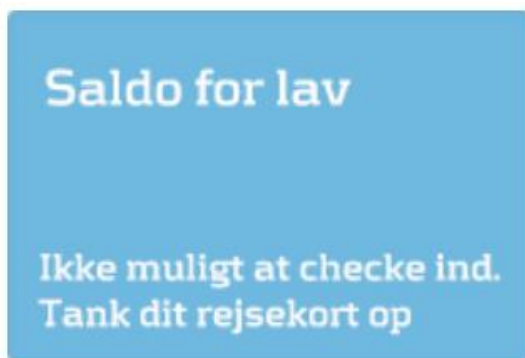 Saldo for lav
Ikke muligt at checke ind.
Tank dit rejsekort op